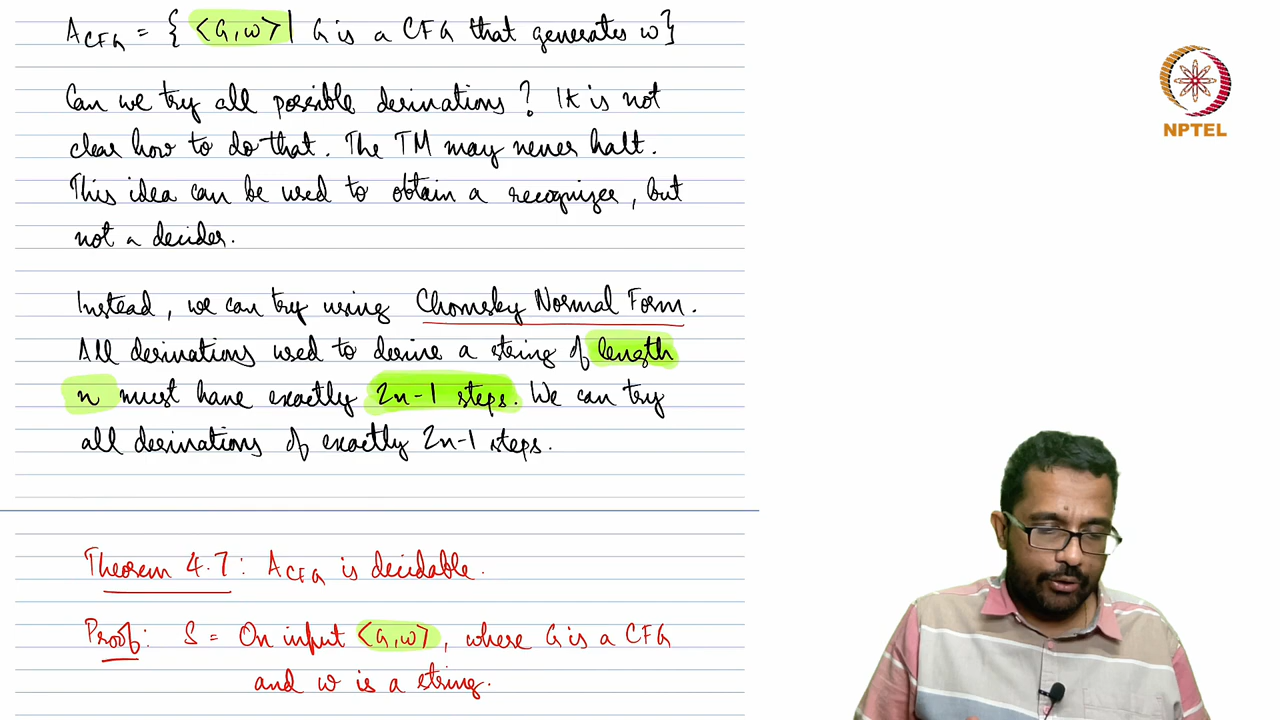 A_CFG = { <G,w> | G is a CFG that generates w }
Can we try all possible derivations? It is not
clear how to do that. The TM may never halt.
This idea can be used to obtain a recognizer, but
not a decider.
Instead, we can try using Chomsky Normal Form.
All derivations used to derive a string of length
n must have exactly 2n-1 steps. We can try
all derivations of exactly 2n-1 steps.
Theorem 4.7: A_CFG is decidable.
Proof: S = On input <G,w>, where G is a CFG
and w is a string.
NPTEL